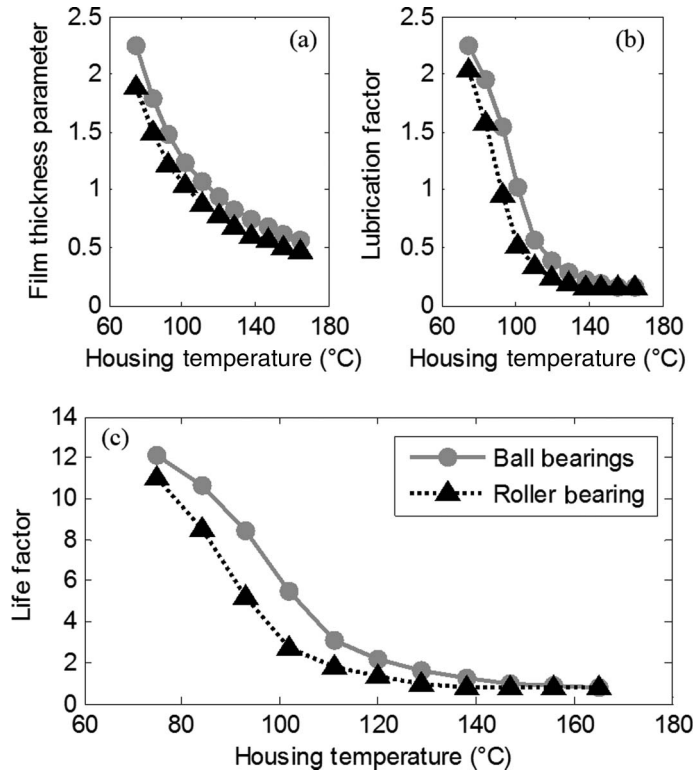 (a)
2.5
2
1.5
1
0.5
0
60 100 140 180
Film thickness parameter
Housing temperature (°C)
(b)
2.5
2
1.5
1
0.5
0
60 100 140 180
Lubrication factor
Housing temperature (°C)
(c)
14
12
10
8
6
4
2
0
60 80 100 120 140 160 180
Life factor
Housing temperature (°C)
Ball bearings
Roller bearing